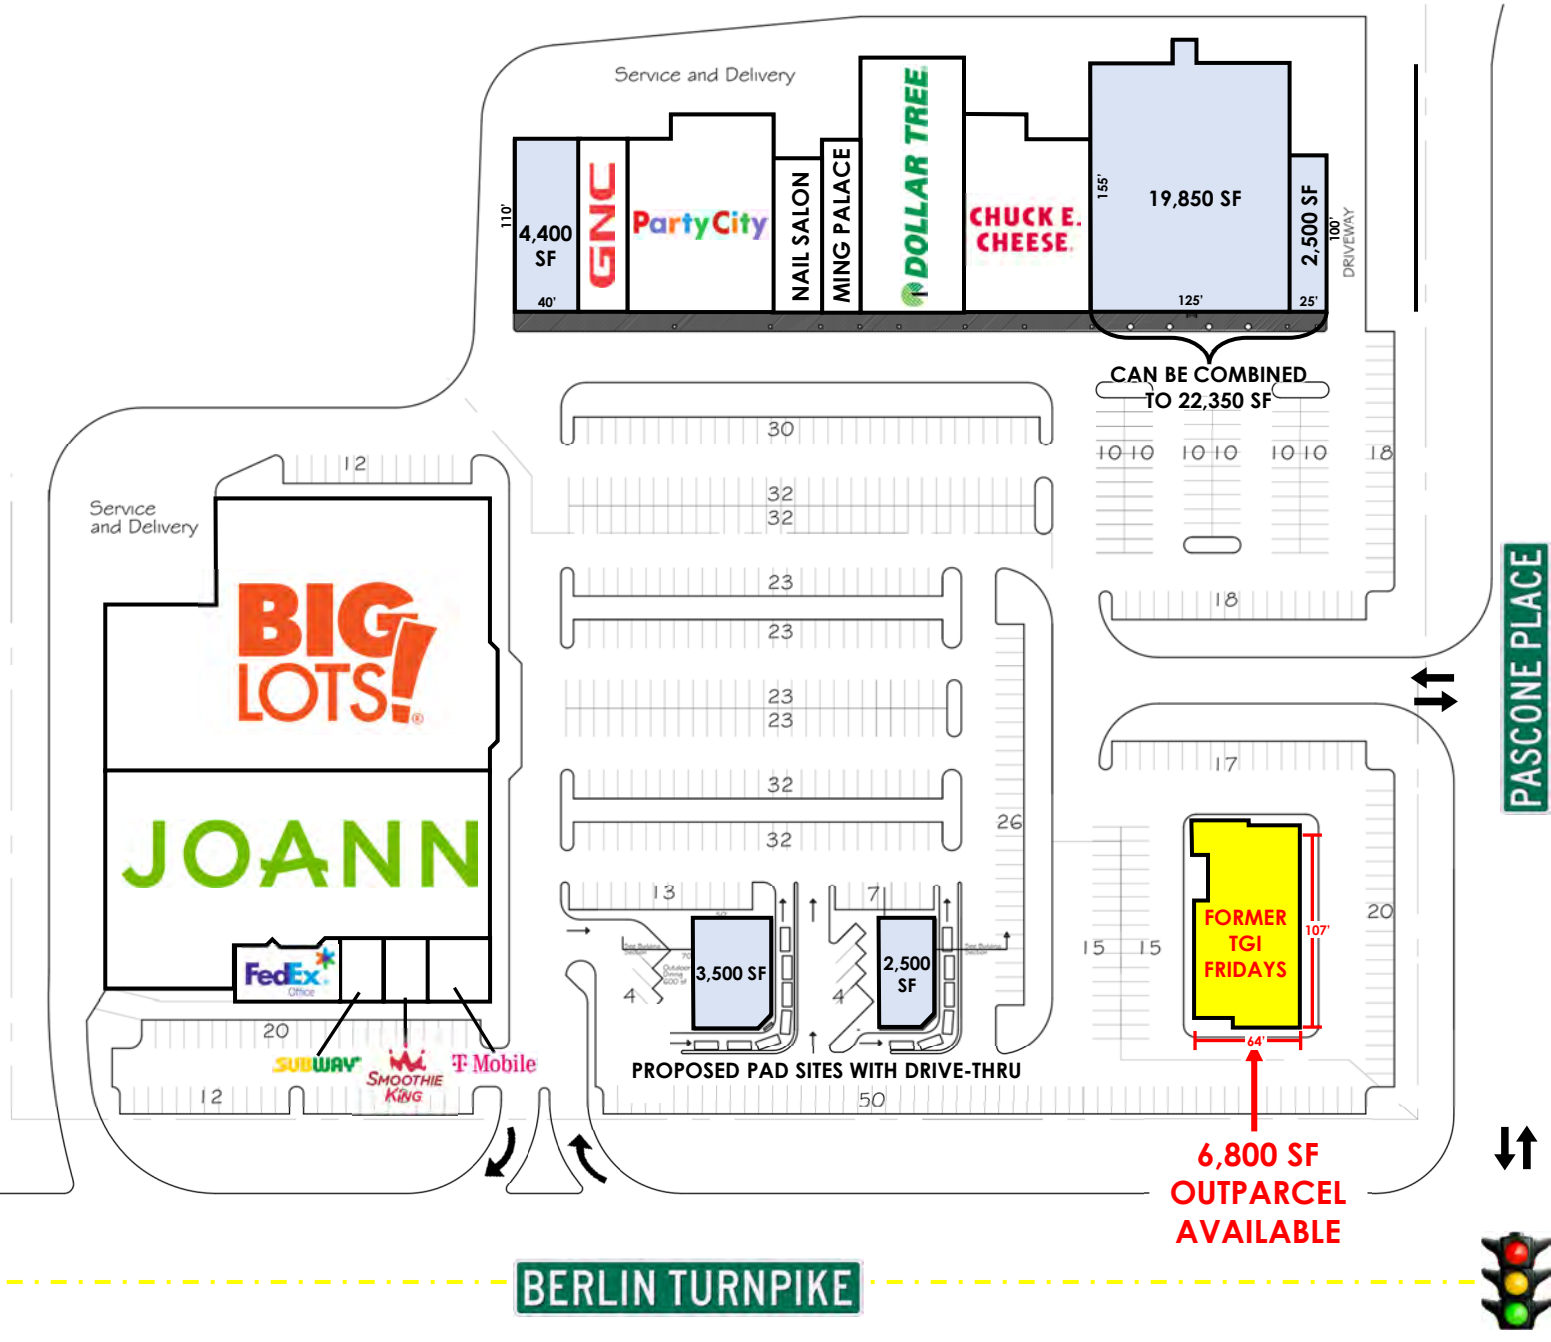 Service and Delivery
110'
4,400
SF
40'
GNC
Party City
NAIL SALON
MING PALACE
DOLLAR TREE
CHUCK E.
CHEESE
155'
19,850 SF
125'
2,500 SF
25'
100'
DRIVEWAY
CAN BE COMBINED
TO 22,350 SF
30
10 10 10 10 10 10 18
12
32
32
Service
and Delivery
23
23
18
BIG
LOTS!
®
23
23
PASCONE PLACE
17
32
32
26
JOANN
13
7
20
15 15
FORMER
TGI
FRIDAYS
107'
64'
FedEx
Office
4
Outdoor
Dining
3,500 SF
4
2,500
SF
20
SUBWAY
SMOOTHIE
KING
T Mobile
PROPOSED PAD SITES WITH DRIVE-THRU
12
50
6,800 SF
OUTPARCEL
AVAILABLE
BERLIN TURNPIKE